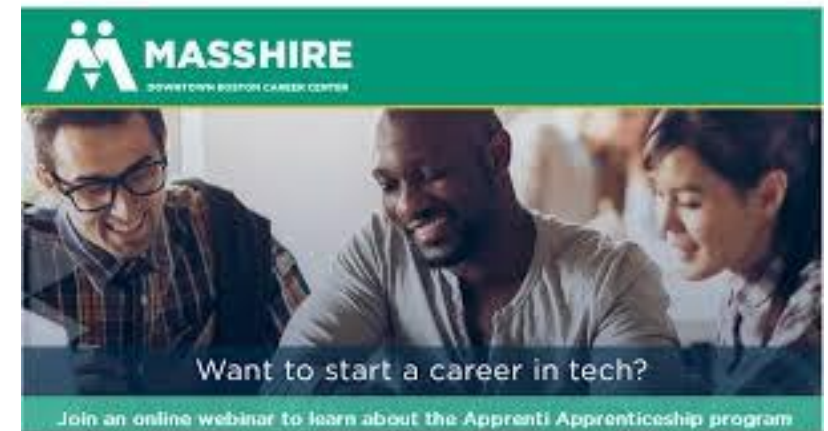 MASSHIRE
DOWNTOWN BOSTON CAREER CENTER
Want to start a career in tech?
Join an online webinar to learn about the Apprenti Apprenticeship program